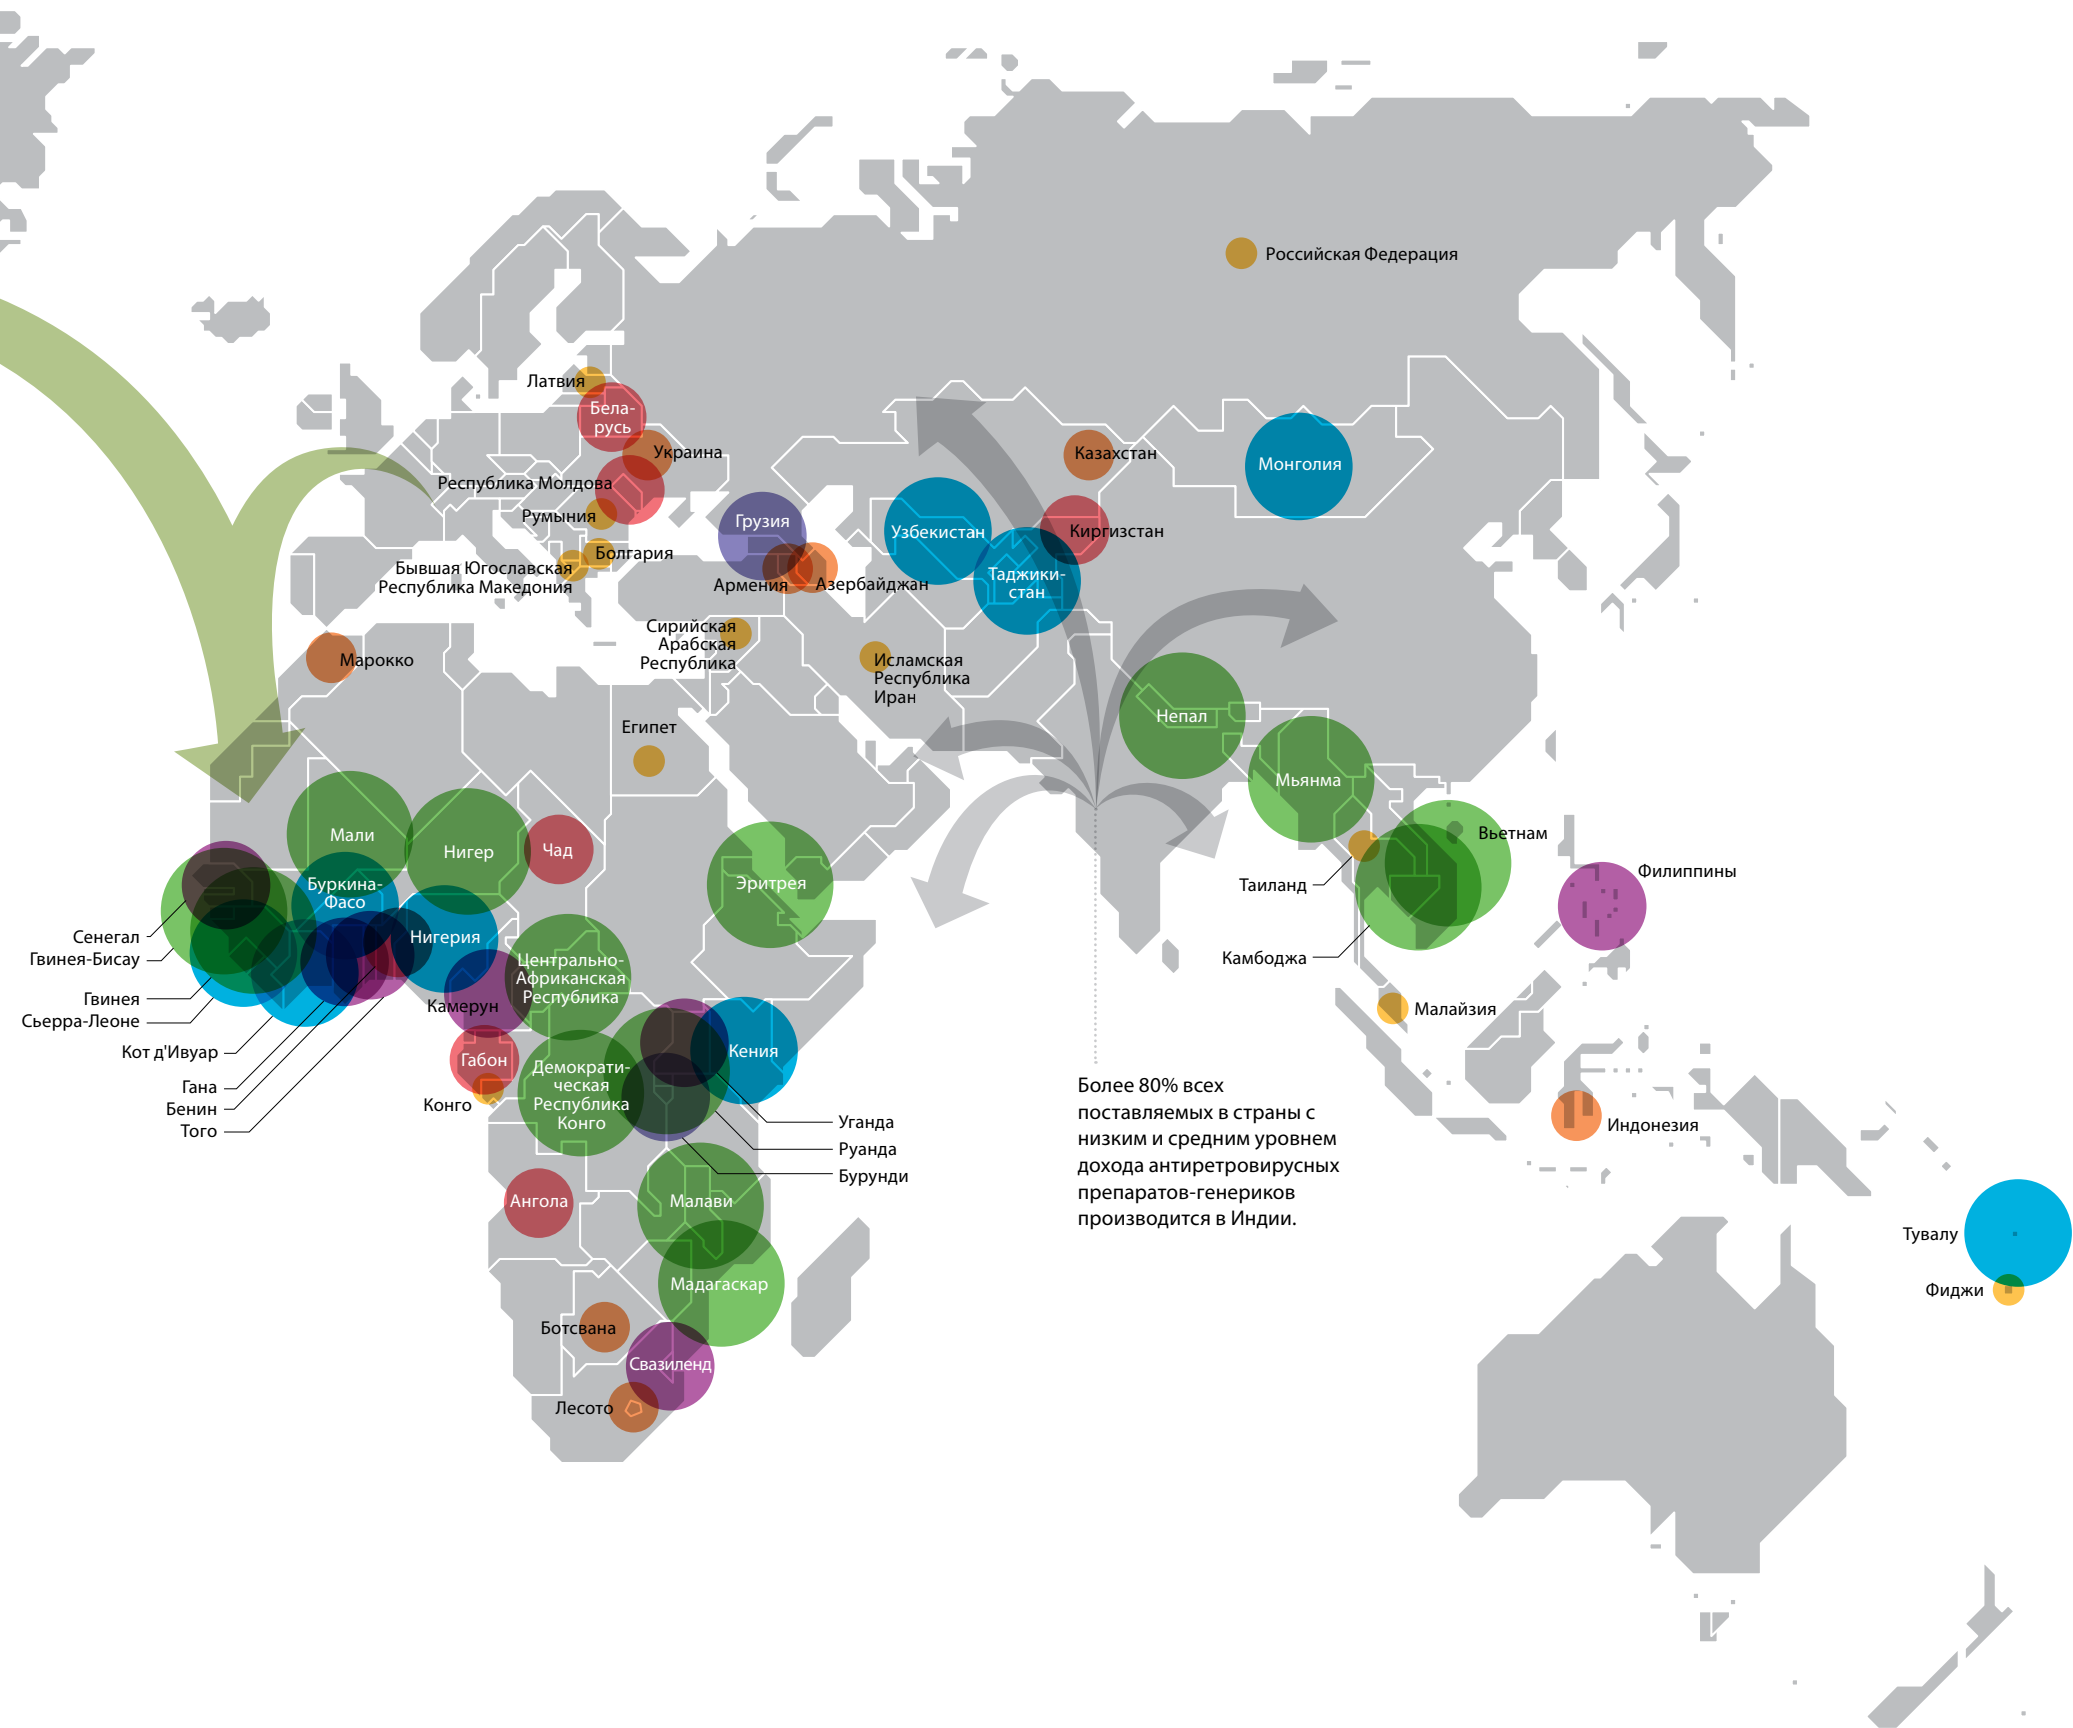 Российская Федерация
Латвия
Бела-
русь
Украина
Казахстан
Монголия
Республика Молдова
Румыния
Грузия
Узбекистан
Киргизстан
Болгария
Бывшая Югославская
Республика Македония
Армения
Азербайджан
Таджики-
стан
Сирийская
Арабская
Республика
Марокко
Исламская
Республика
Иран
Египет
Непал
Мьянма
Мали
Нигер
Чад
Вьетнам
Эритрея
Буркина-
Фасо
Таиланд
Филиппины
Нигерия
Сенегал
Гвинея-Бисау
Центрально-
Африканская
Республика
Камбоджа
Гвинея
Камерун
Сьерра-Леоне
Малайзия
Кот д'Ивуар
Габон
Кения
Демократи-
ческая
Республика
Конго
Гана
Бенин
Того
Конго
Уганда
Руанда
Бурунди
Более 80% всех
поставляемых в страны с
низким и средним уровнем
дохода антиретровирусных
препаратов-генериков
производится в Индии.
Индонезия
Ангола
Малави
Тувалу
Мадагаскар
Фиджи
Ботсвана
Свазиленд
Лесото